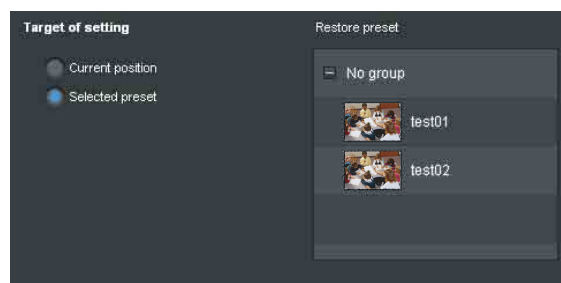 Target of setting
Current position
Selected preset
Restore preset
No group
test01
test02